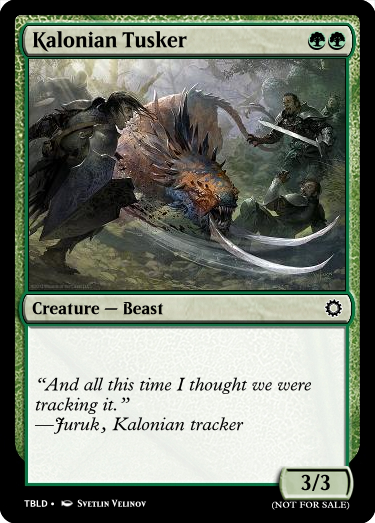 Kalonian Tusker
Creature — Beast
“And all this time I thought we were
tracking it.”
—Juruk, Kalonian tracker
3/3
TBLD • Svetlin Velinov
(NOT FOR SALE)